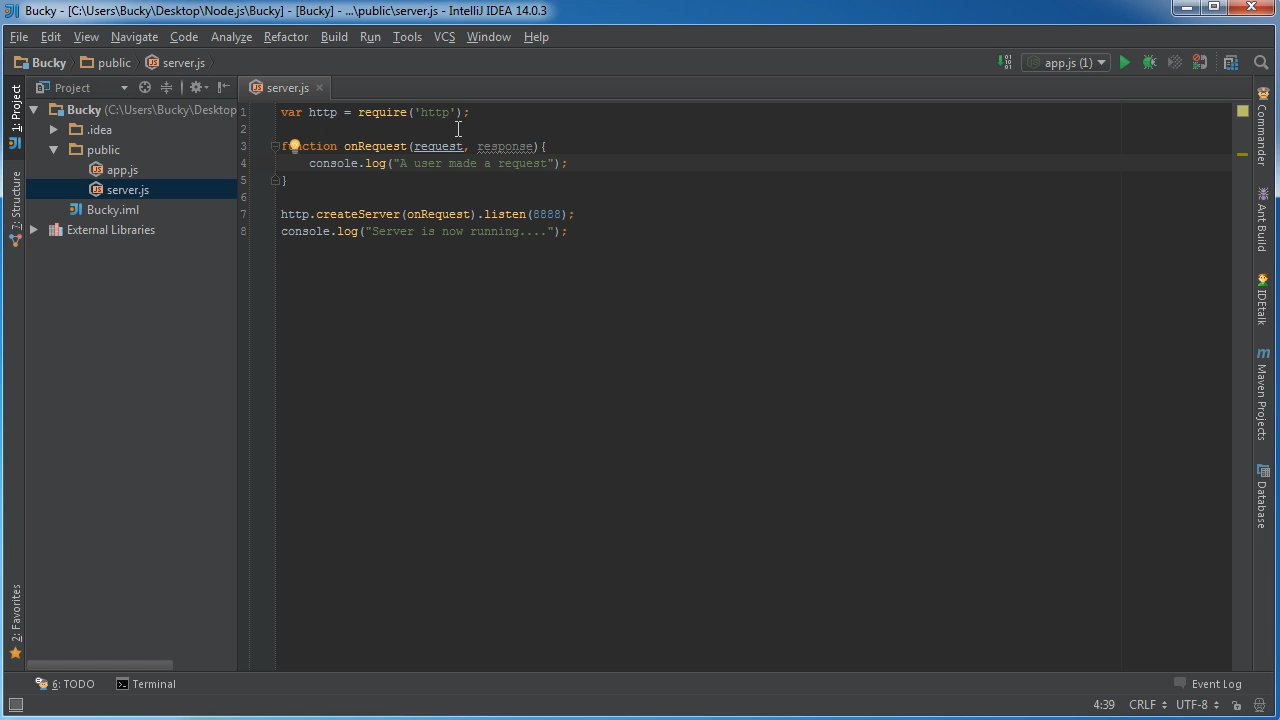 Bucky - [C:\Users\Bucky\Desktop\Node.js\Bucky] - [Bucky] - ...\public\server.js - IntelliJ IDEA 14.0.3
File Edit View Navigate Code Analyze Refactor Build Run Tools VCS Window Help
Bucky public server.js app.js (1)
Project
server.js
1: Project
7: Structure
2: Favorites
Bucky (C:\Users\Bucky\Desktop
.idea
public
app.js
server.js
Bucky.iml
External Libraries
1 var http = require('http');
2
3 function onRequest(request, response){
4 console.log("A user made a request");
5 }
6
7 http.createServer(onRequest).listen(8888);
8 console.log("Server is now running....");
Commander
Ant Build
IDEtalk
m Maven Projects
Database
6: TODO Terminal Event Log
4:39 CRLF UTF-8